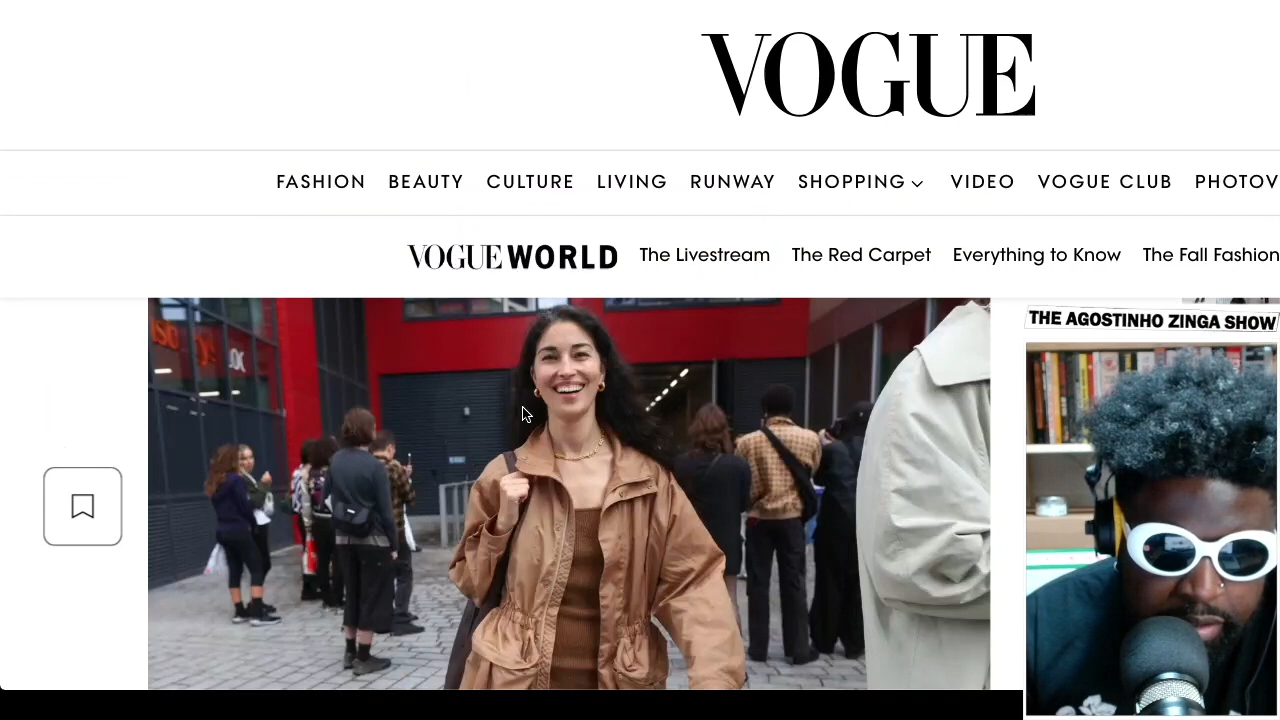 VOGUE
FASHION BEAUTY CULTURE LIVING RUNWAY SHOPPING VIDEO VOGUE CLUB PHOTOV
VOGUE WORLD The Livestream The Red Carpet Everything to Know The Fall Fashion
THE AGOSTINHO ZINGA SHOW